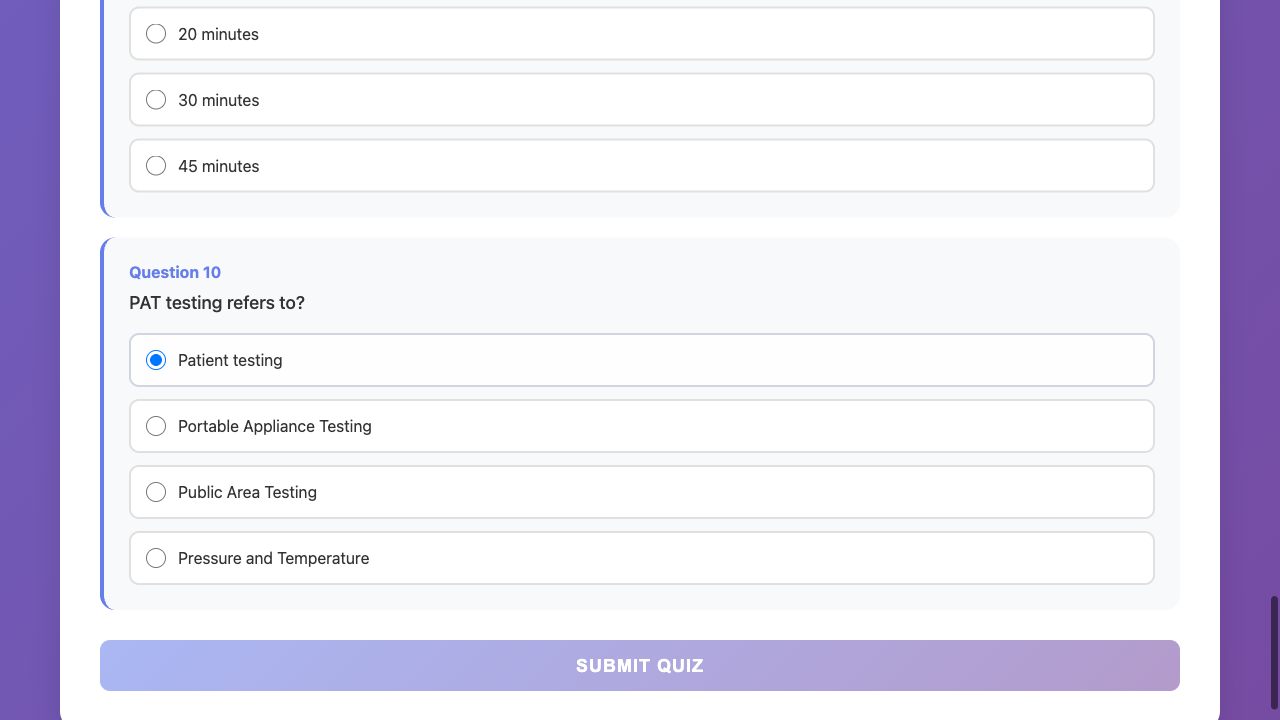 20 minutes
30 minutes
45 minutes
Question 10
PAT testing refers to?
Patient testing
Portable Appliance Testing
Public Area Testing
Pressure and Temperature
SUBMIT QUIZ